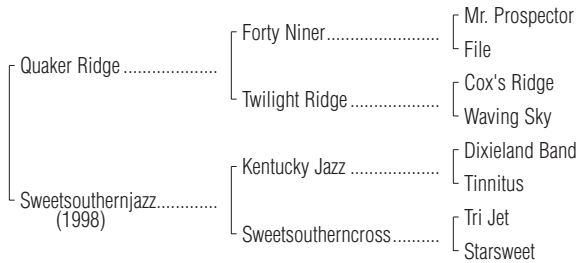 Mr. Prospector
Forty Niner.......................
File
Quaker Ridge...................
Cox's Ridge
Twilight Ridge..................
Waving Sky
Dixieland Band
Kentucky Jazz..................
Tinnitus
Sweetsouthernjazz.............
(1998)
Tri Jet
Sweetsoutherncross..........
Starsweet